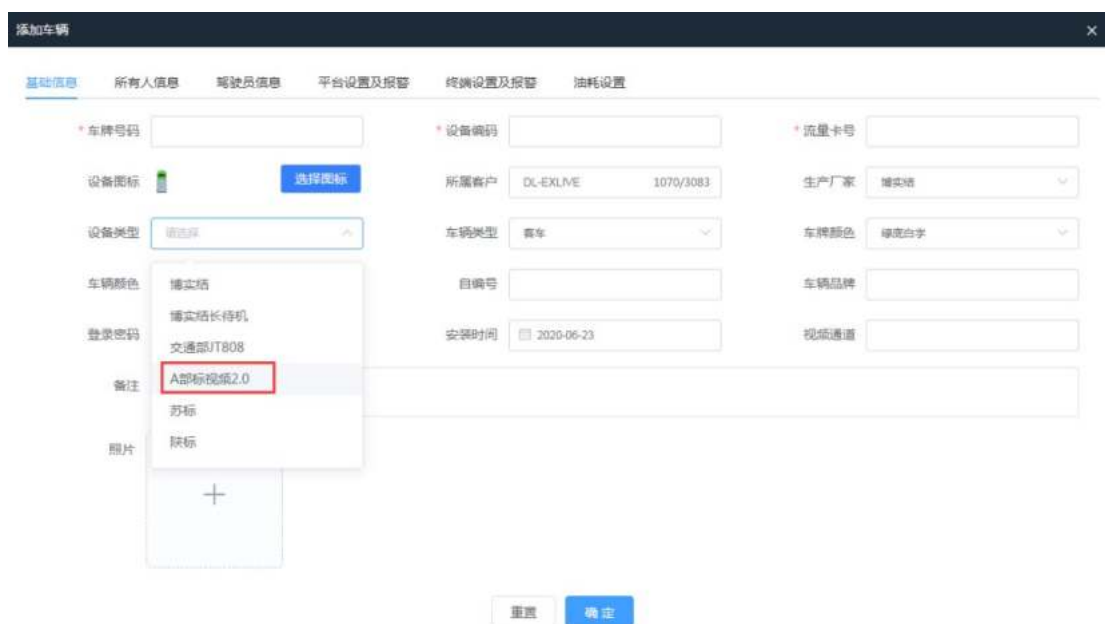 添加车辆 ×
基础信息 所有人信息 驾驶员信息 平台设置及报警 终端设置及报警 油耗设置
* 车牌号码 * 设备编码 * 流量卡号
设备图标 选择图标 所属客户 DL-EXLIVE 1070/3083 生产厂家 博实结
设备类型 请选择 车辆类型 客车 车牌颜色 绿底白字
车辆颜色 自编号 车辆品牌
登录密码 安装时间 2020-06-23 视频通道
备注
照片
博实结
博实结长待机
交通部JT808
A部标视频2.0
苏标
陕标
+
重置 确定